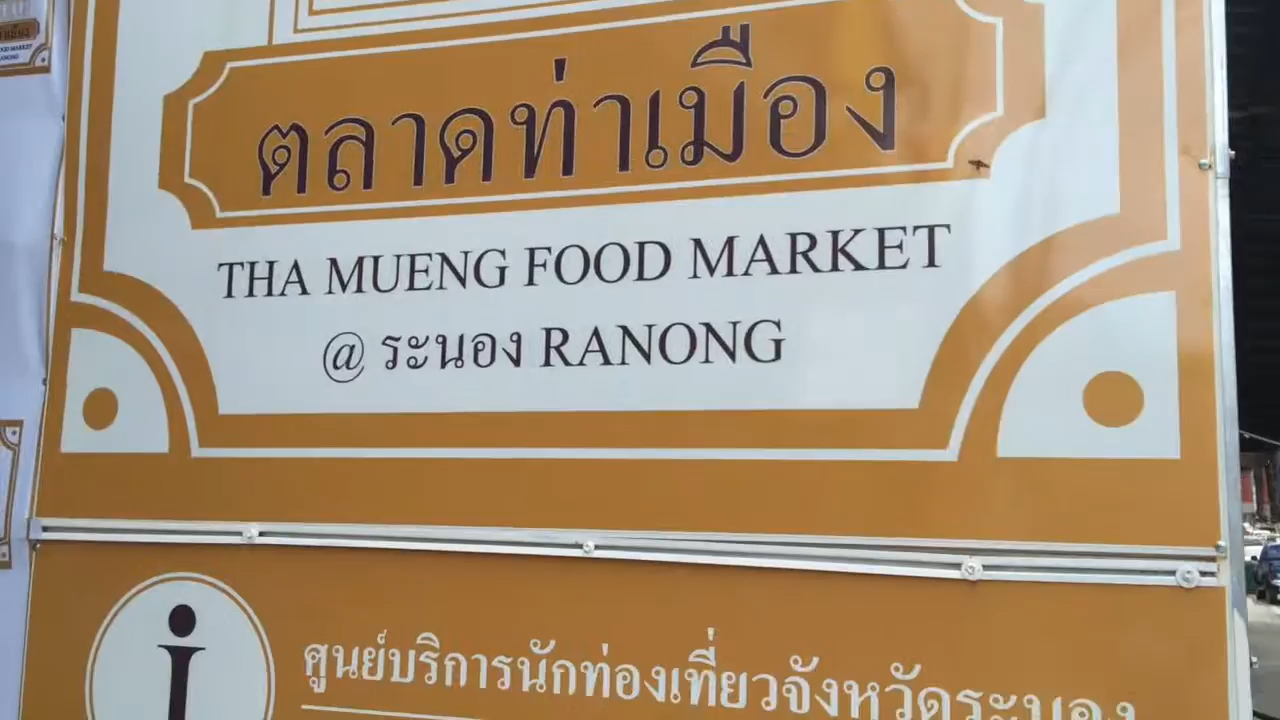 ตลาดท่าเมือง
THA MUENG FOOD MARKET
@ ระนอง RANONG
i
ศูนย์บริการนักท่องเที่ยวจังหวัดระนอง